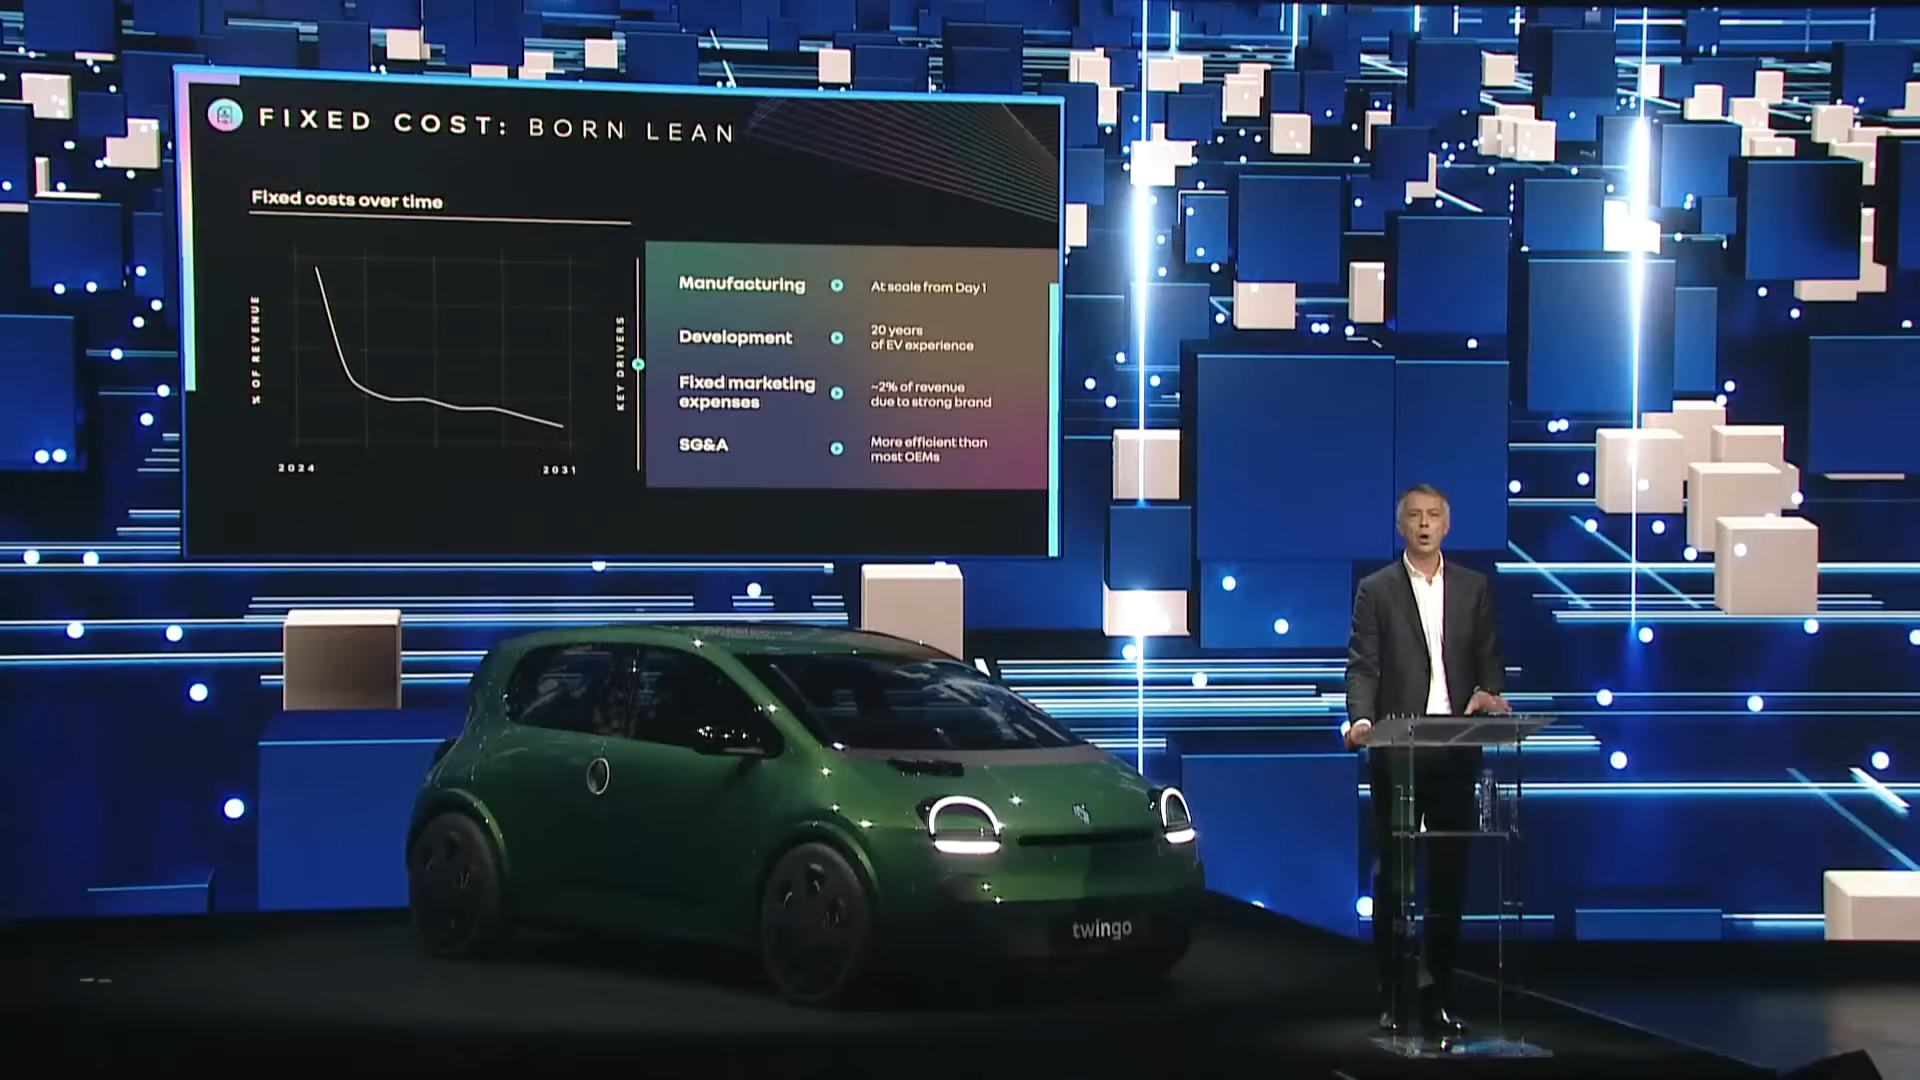 FIXED COST: BORN LEAN
Fixed costs over time
% OF REVENUE
2024
2031
KEY DRIVERS
Manufacturing
At scale from Day 1
Development
20 years
of EV experience
Fixed marketing
expenses
~2% of revenue
due to strong brand
SG&A
More efficient than
most OEMs
twingo